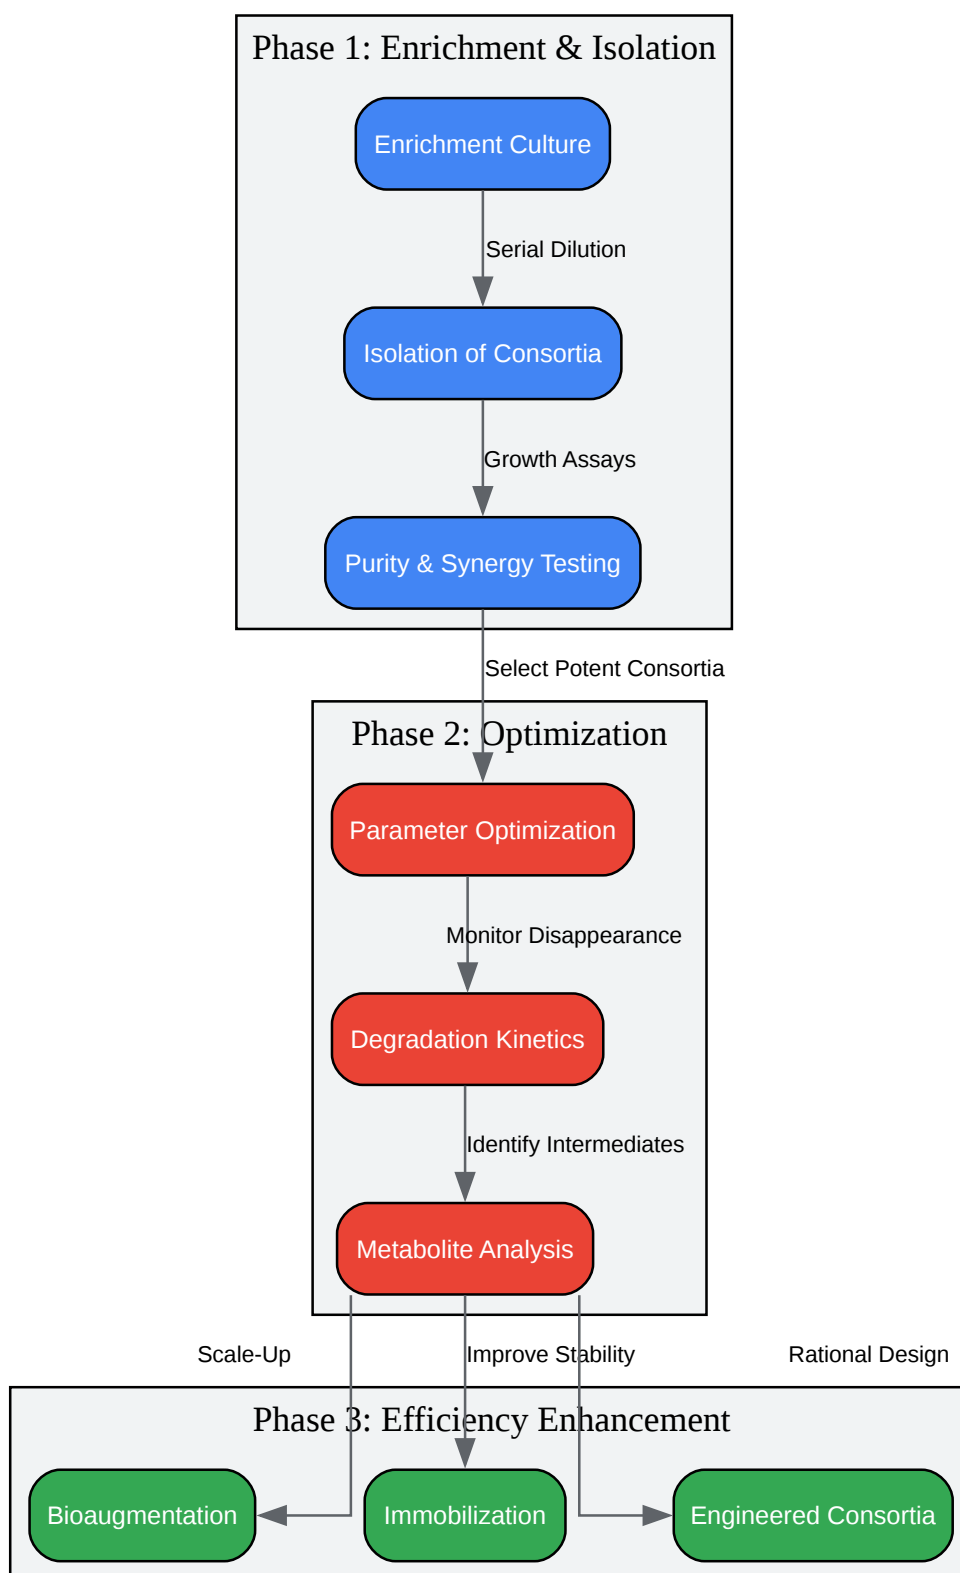 Phase 1: Enrichment & Isolation
Enrichment Culture
Serial Dilution
Isolation of Consortia
Growth Assays
Purity & Synergy Testing
Select Potent Consortia
Phase 2: Optimization
Parameter Optimization
Monitor Disappearance
Degradation Kinetics
Identify Intermediates
Metabolite Analysis
Scale-Up
Improve Stability
Rational Design
Phase 3: Efficiency Enhancement
Bioaugmentation
Immobilization
Engineered Consortia